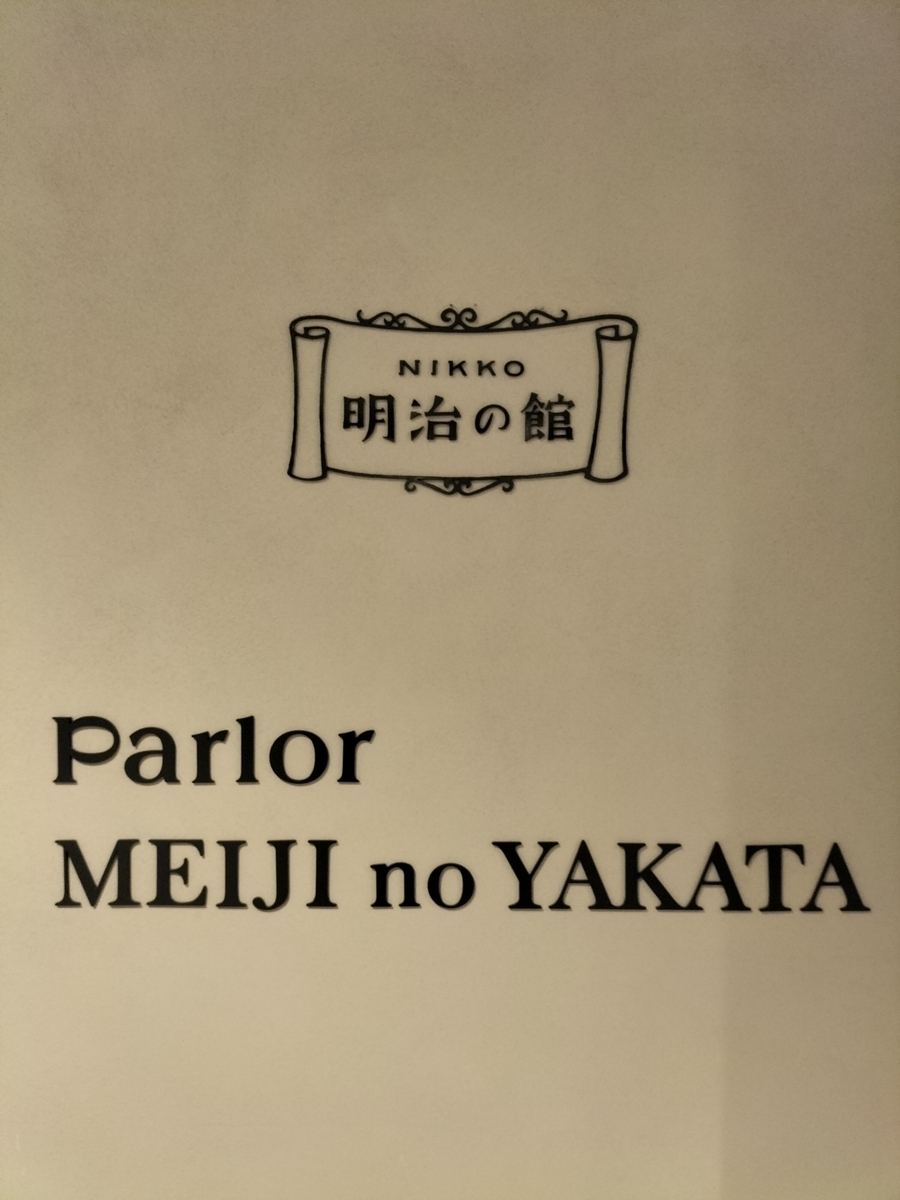 NIKKO
明治の館
Parlor
MEIJI no YAKATA